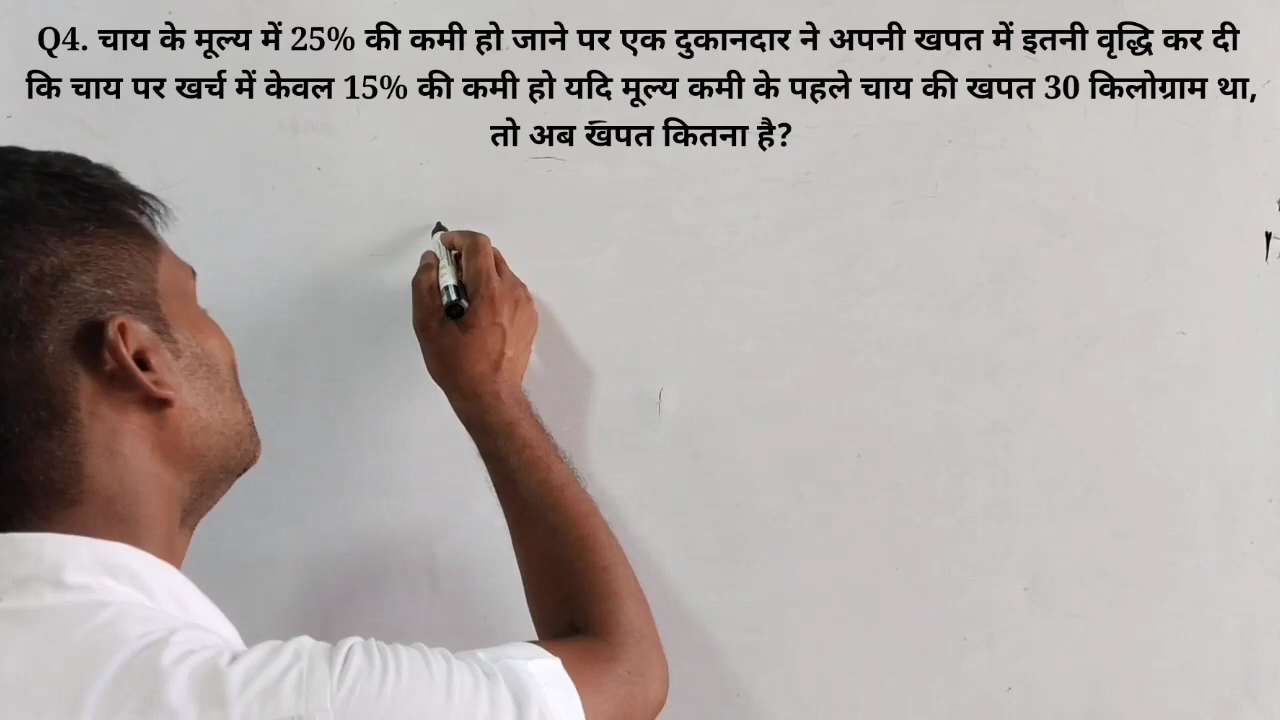 Q4. चाय के मूल्य में 25% की कमी हो जाने पर एक दुकानदार ने अपनी खपत में इतनी वृद्धि कर दी
कि चाय पर खर्च में केवल 15% की कमी हो यदि मूल्य कमी के पहले चाय की खपत 30 किलोग्राम था,
तो अब खपत कितना है?